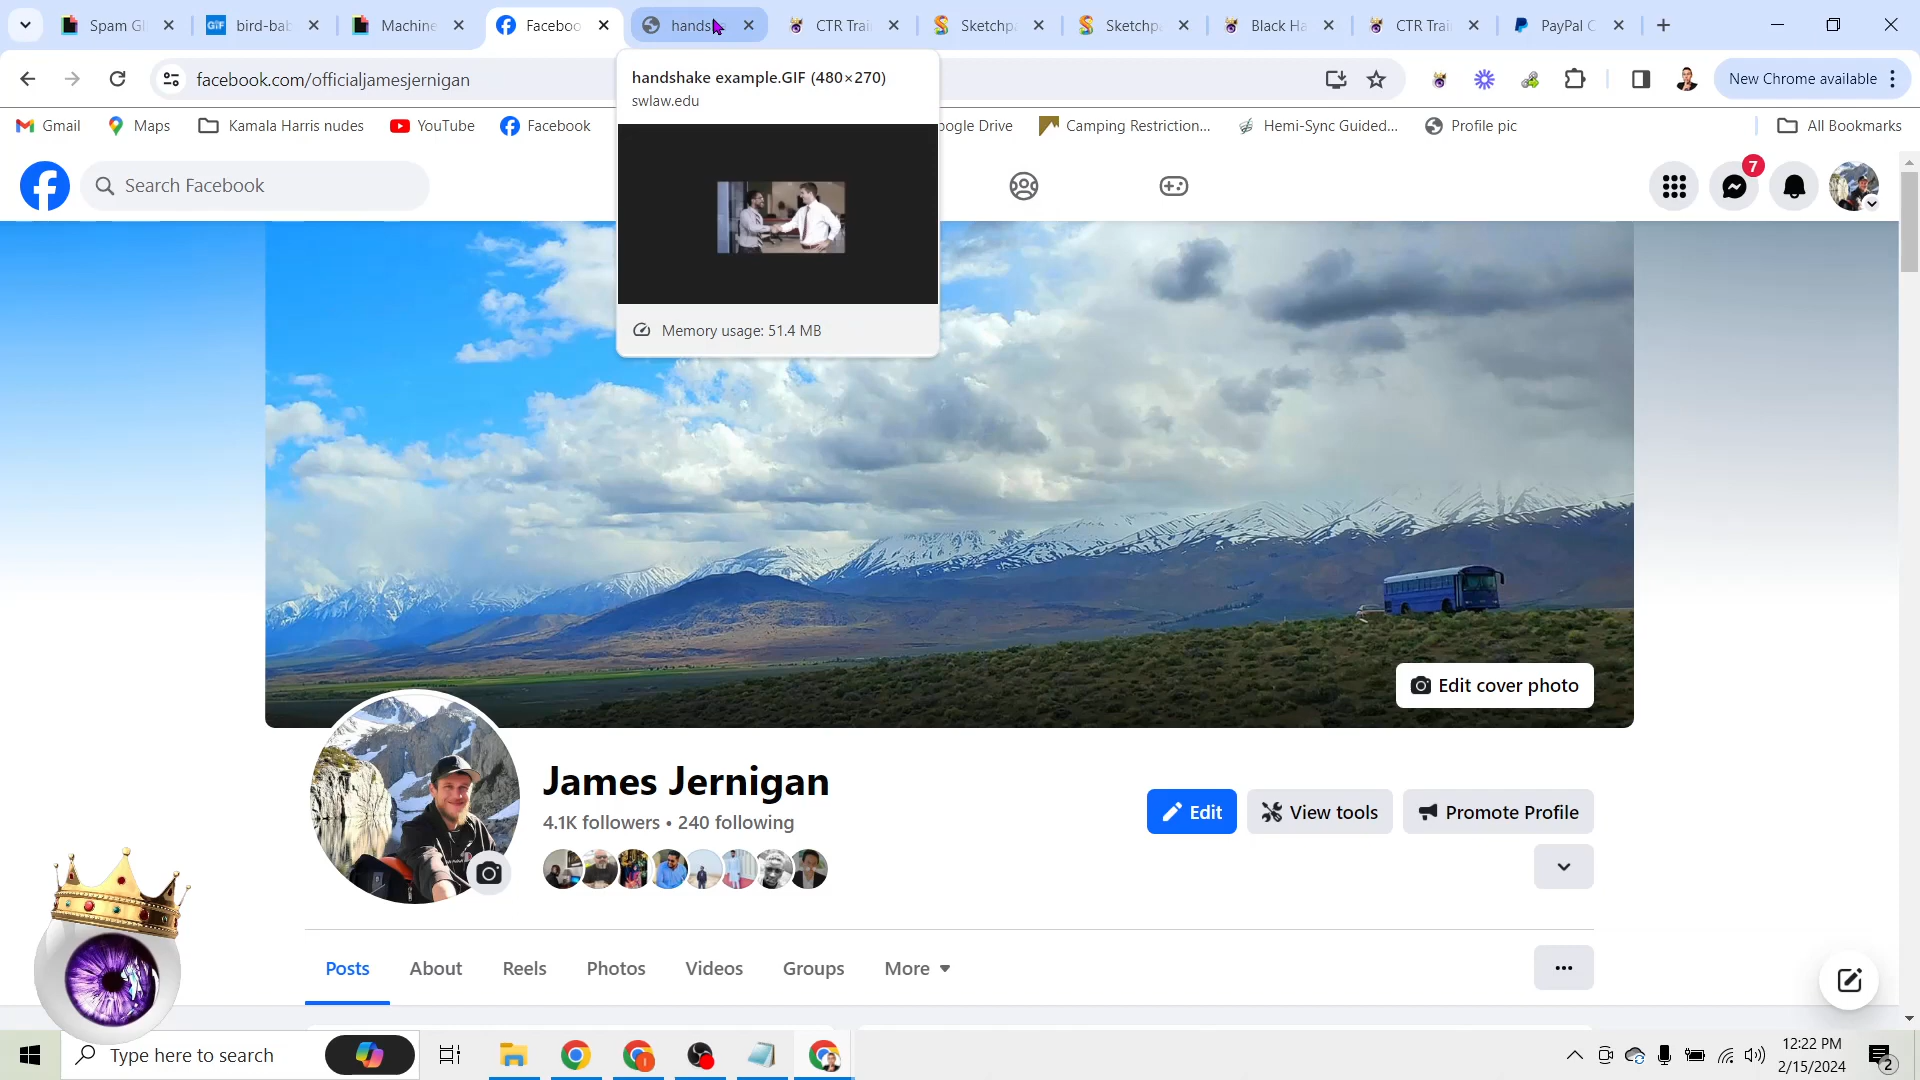 Spam Gl
bird-bab
Machine
Faceboo
hands
CTR Trai
Sketchpa
Sketchp
Black Ha
CTR Trai
PayPal C
facebook.com/officialjamesjernigan
New Chrome available
handshake example.GIF (480×270)
swlaw.edu
Memory usage: 51.4 MB
Gmail
Maps
Kamala Harris nudes
YouTube
Facebook
oogle Drive
Camping Restriction...
Hemi-Sync Guided...
Profile pic
All Bookmarks
Search Facebook
7
Edit cover photo
James Jernigan
4.1K followers • 240 following
Edit
View tools
Promote Profile
Posts
About
Reels
Photos
Videos
Groups
More
Type here to search
12:22 PM
2/15/2024
2